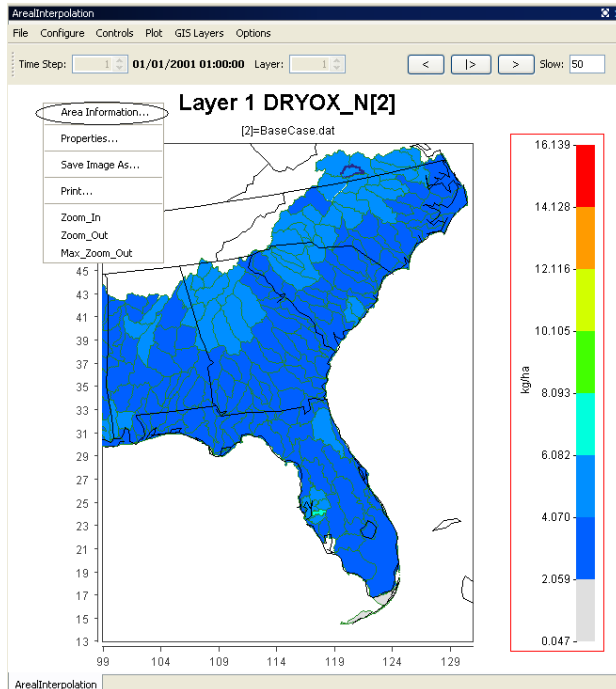 ArealInterpolation
File Configure Controls Plot GIS Layers Options
Time Step: 1 01/01/2001 01:00:00 Layer: 1 < |> > Slow: 50
Layer 1 DRYOX_N[2]
[2]=BaseCase.dat
Area Information...
Properties...
Save Image As...
Print...
Zoom_In
Zoom_Out
Max_Zoom_Out
45
43
41
39
37
35
33
31
29
27
25
23
21
19
17
15
13
99 104 109 114 119 124 129
16.139
14.128
12.116
10.105
8.093
6.082
4.070
2.059
0.047
kg/ha
ArealInterpolation